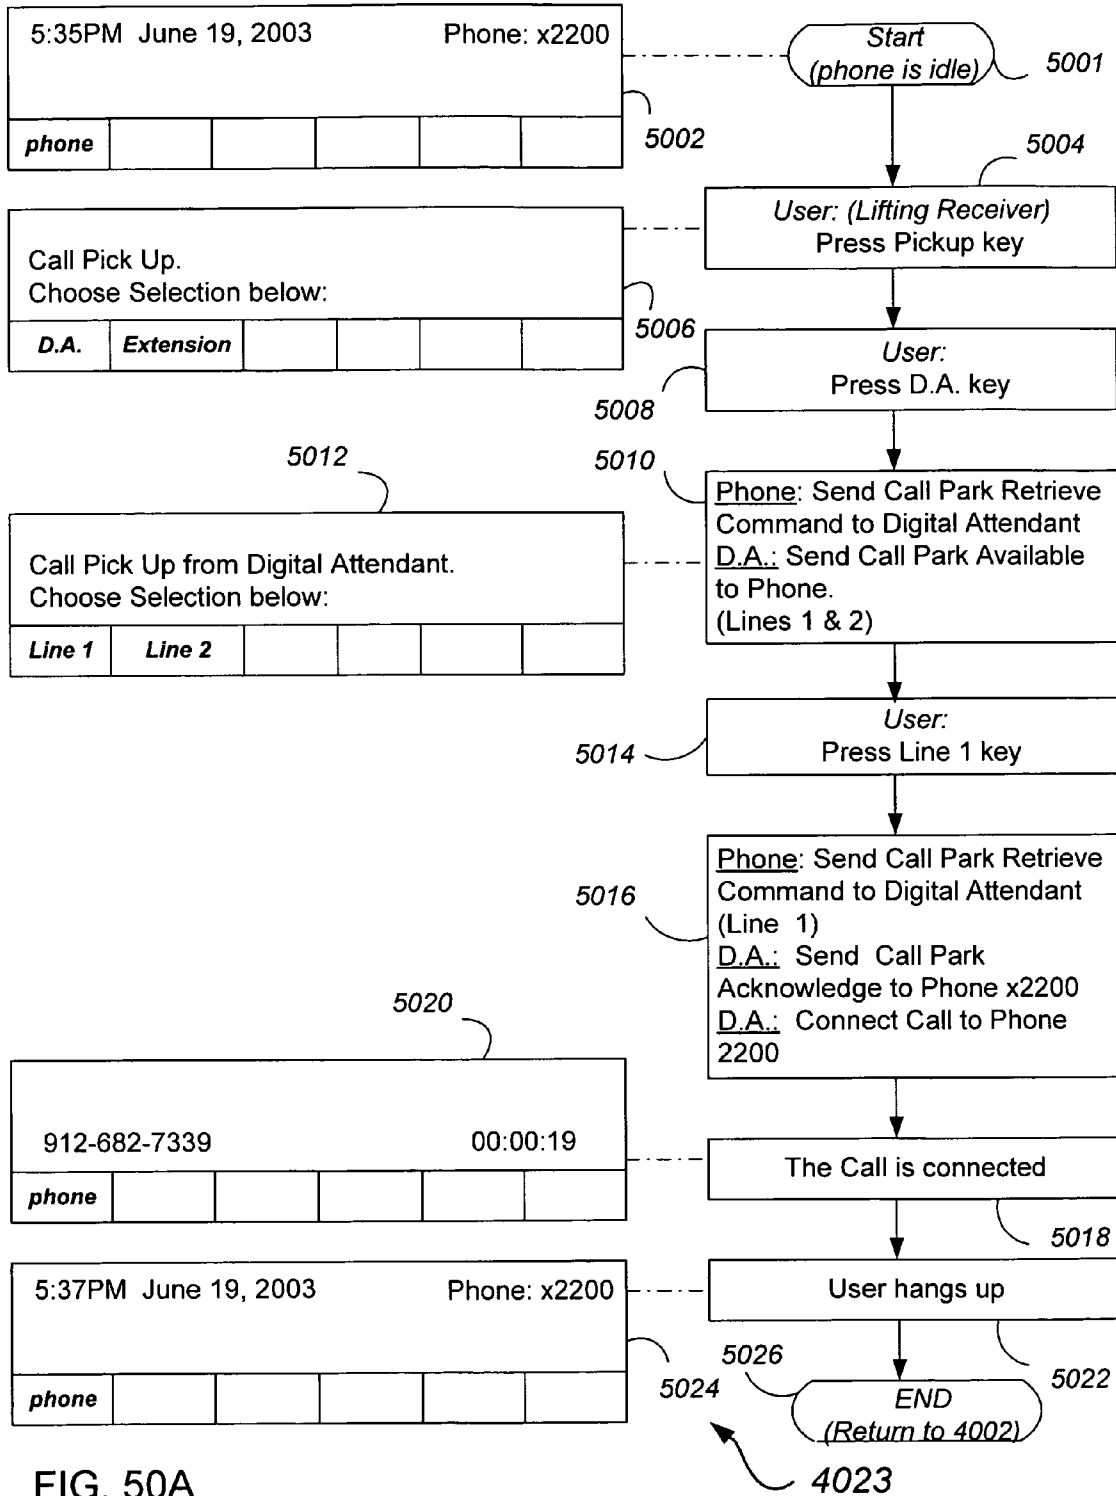 5:35PM June 19, 2003 Phone: x2200
phone
5002
Start
(phone is idle)
5001
5004
User: (Lifting Receiver)
Press Pickup key
Call Pick Up.
Choose Selection below:
D.A. Extension
5006
User:
Press D.A. key
5008
5010
5012
Phone: Send Call Park Retrieve
Command to Digital Attendant
D.A.: Send Call Park Available
to Phone.
(Lines 1 & 2)
Call Pick Up from Digital Attendant.
Choose Selection below:
Line 1 Line 2
User:
Press Line 1 key
5014
Phone: Send Call Park Retrieve
Command to Digital Attendant
(Line 1)
D.A.: Send Call Park
Acknowledge to Phone x2200
D.A.: Connect Call to Phone
2200
5016
5020
912-682-7339 00:00:19
phone
The Call is connected
5018
5:37PM June 19, 2003 Phone: x2200
phone
5024
User hangs up
5022
5026
END
(Return to 4002)
4023
FIG. 50A